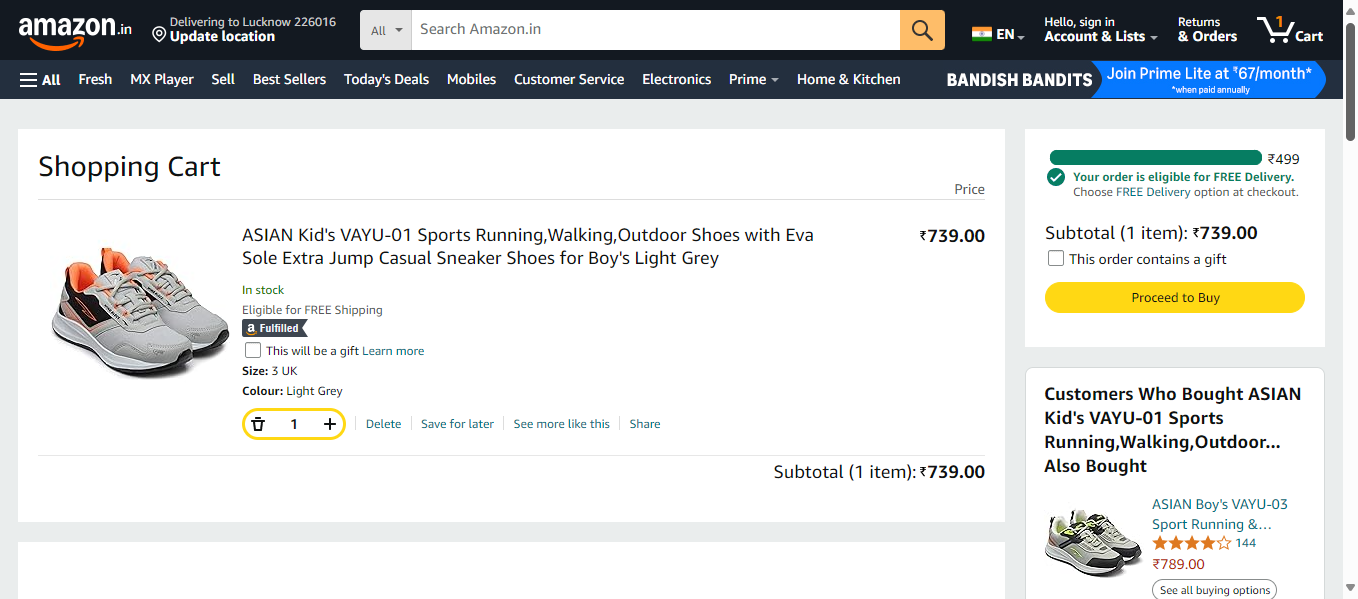 amazon.in
Delivering to Lucknow 226016
Update location
All
Search Amazon.in
EN
Hello, sign in
Account & Lists
Returns
& Orders
1
Cart
All
Fresh
MX Player
Sell
Best Sellers
Today's Deals
Mobiles
Customer Service
Electronics
Prime
Home & Kitchen
BANDISH BANDITS
Join Prime Lite at ₹67/month*
*when paid annually
Shopping Cart
Price
ASIAN Kid's VAYU-01 Sports Running,Walking,Outdoor Shoes with Eva
Sole Extra Jump Casual Sneaker Shoes for Boy's Light Grey
₹739.00
In stock
Eligible for FREE Shipping
a Fulfilled
This will be a gift Learn more
Size: 3 UK
Colour: Light Grey
1
Delete
Save for later
See more like this
Share
Subtotal (1 item): ₹739.00
₹499
Your order is eligible for FREE Delivery.
Choose FREE Delivery option at checkout.
Subtotal (1 item): ₹739.00
This order contains a gift
Proceed to Buy
Customers Who Bought ASIAN
Kid's VAYU-01 Sports
Running,Walking,Outdoor...
Also Bought
ASIAN Boy's VAYU-03
Sport Running &...
144
₹789.00
See all buying options